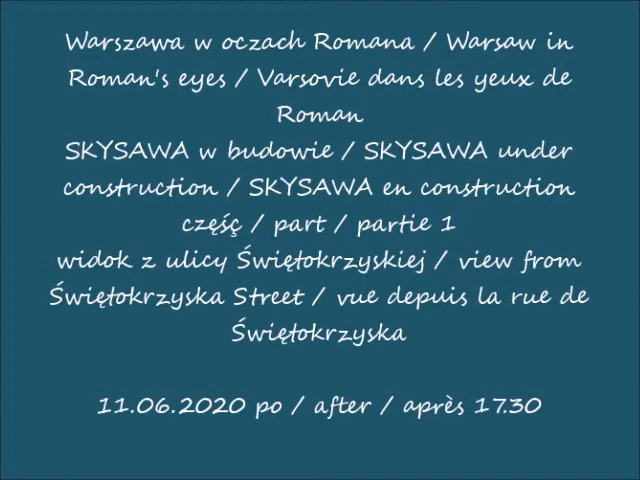 Warszawa w oczach Romana / Warsaw in
Roman's eyes / Varsovie dans les yeux de
Roman
SKYSAWA w budowie / SKYSAWA under
construction / SKYSAWA en construction
częśç / part / partie 1
widok z ulicy Świętokrzyskiej / view from
Świętokrzyska Street / vue depuis la rue de
Świętokrzyska
11.06.2020 po / after / après 17.30